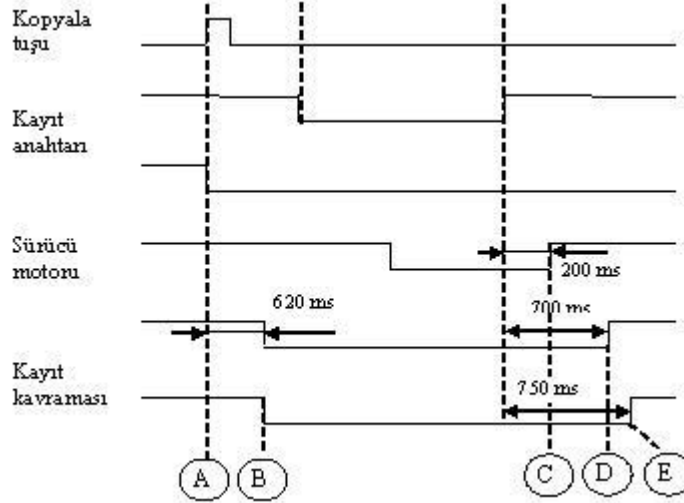 Kopyala
tuşu
Kayıt
anahtarı
Sürücü
motoru
200 ms
620 ms
700 ms
Kayıt
kavraması
750 ms
A
B
C
D
E